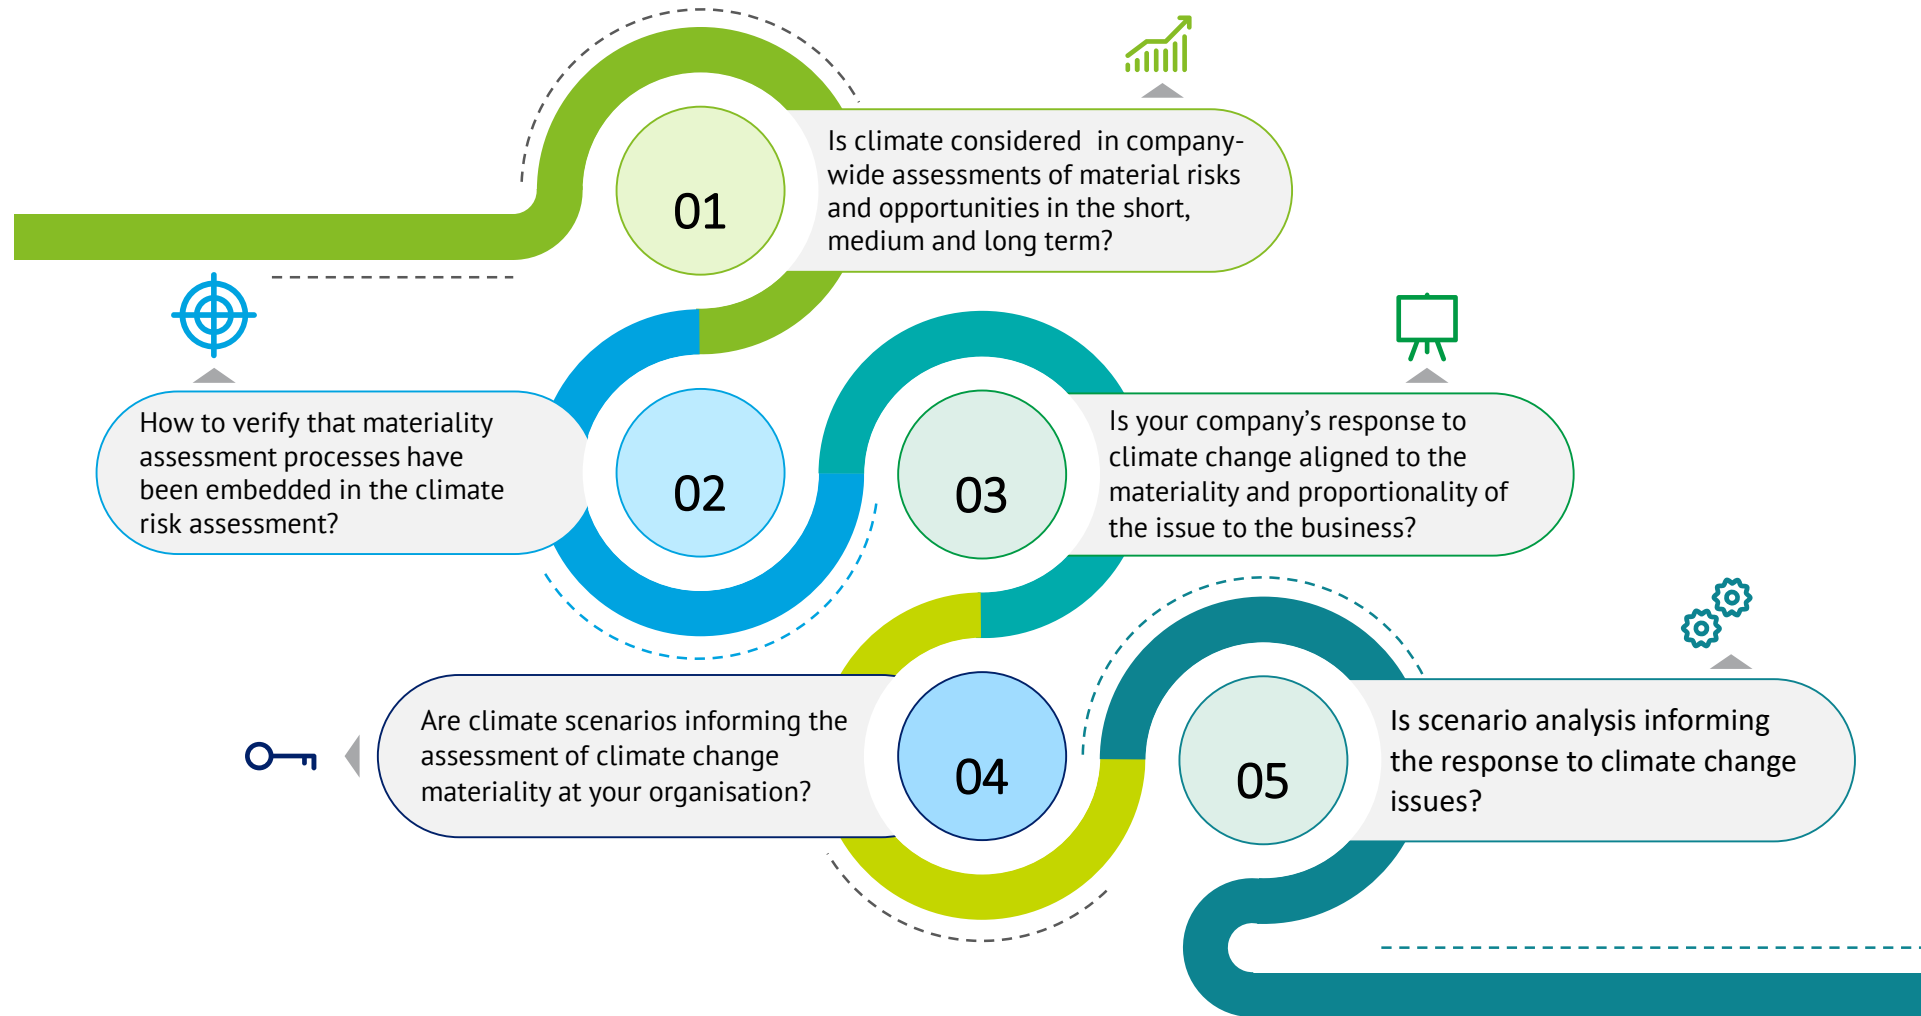 01
Is climate considered  in company-
wide assessments of material risks
and opportunities in the short,
medium and long term?
How to verify that materiality
assessment processes have
been embedded in the climate
risk assessment?
02
03
Is your company’s response to
climate change aligned to the
materiality and proportionality of
the issue to the business?
Are climate scenarios informing the
assessment of climate change
materiality at your organisation?
04
05
Is scenario analysis informing
the response to climate change
issues?